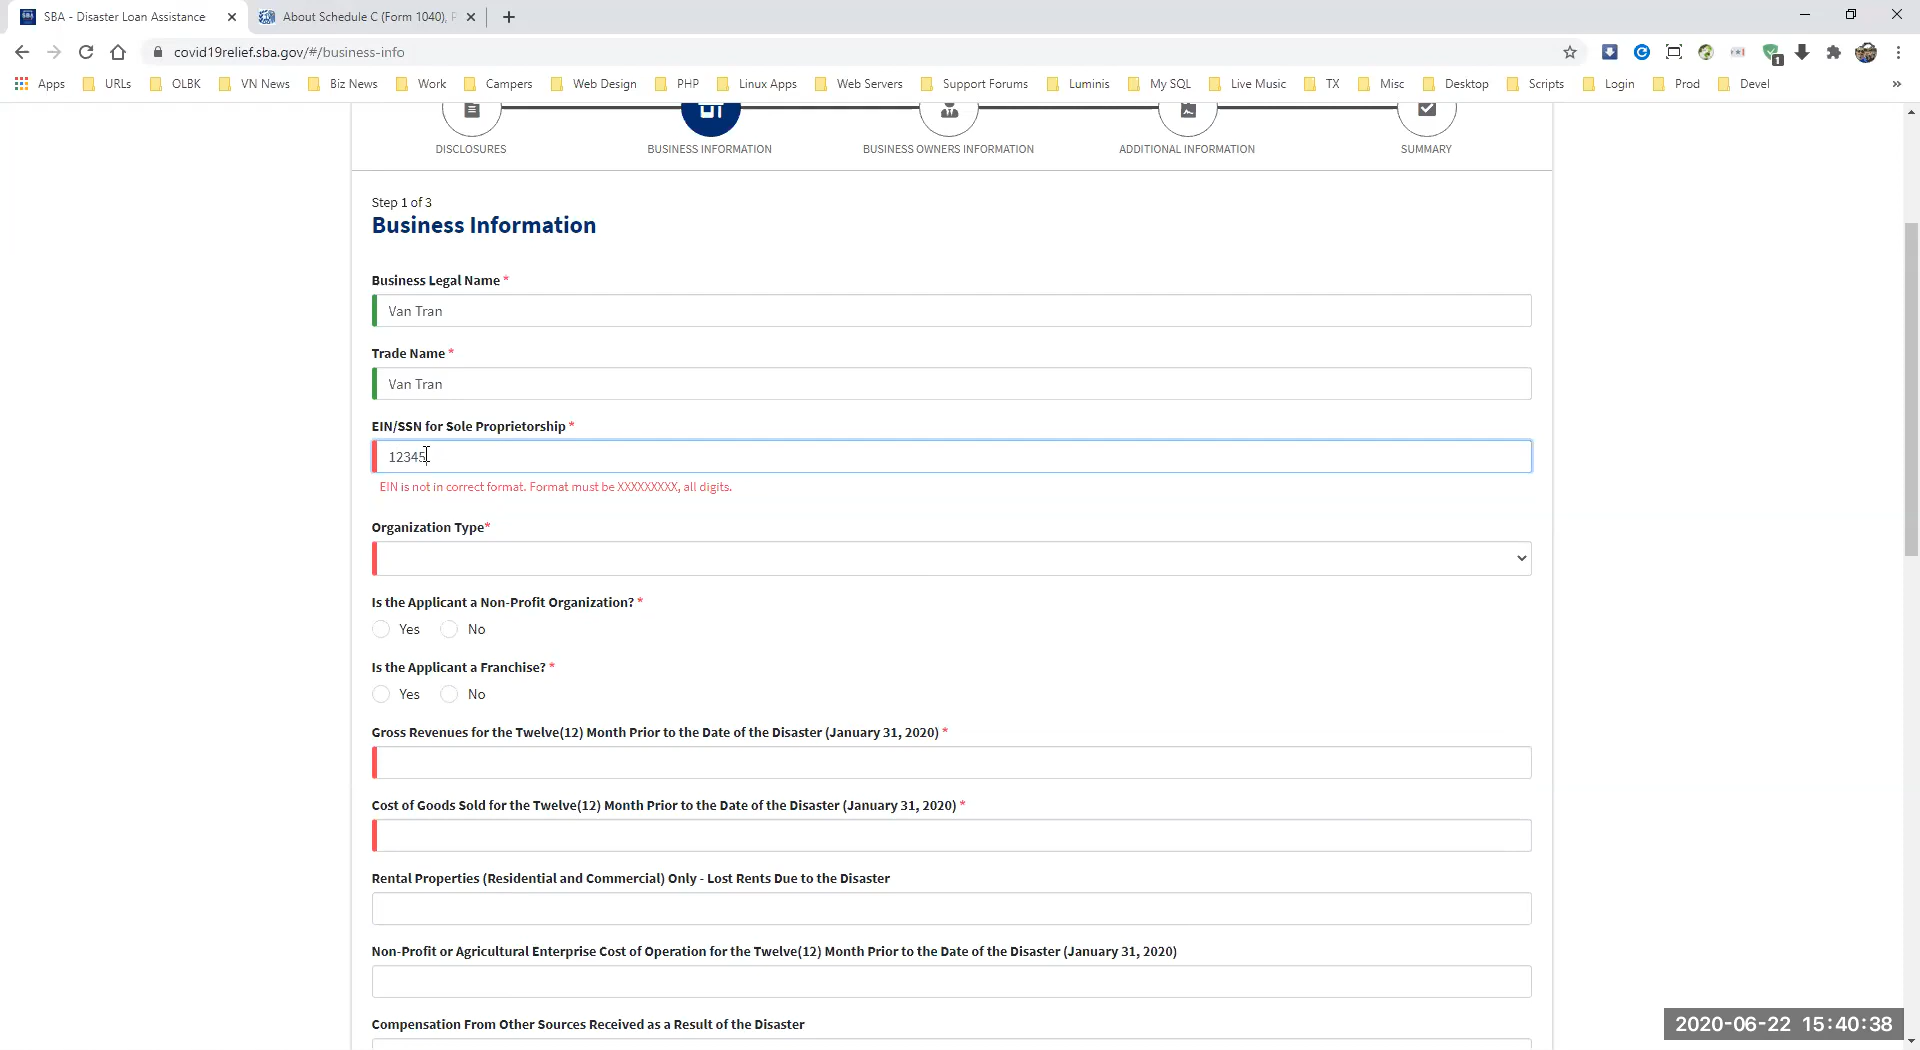 SBA - Disaster Loan Assistance
About Schedule C (Form 1040), P
covid19relief.sba.gov/#/business-info
1
Apps URLs OLBK VN News Biz News Work Campers Web Design PHP Linux Apps Web Servers Support Forums Luminis My SQL Live Music TX Misc Desktop Scripts Login Prod Devel »
DISCLOSURES BUSINESS INFORMATION BUSINESS OWNERS INFORMATION ADDITIONAL INFORMATION SUMMARY
Step 1 of 3
Business Information
Business Legal Name *
Van Tran
Trade Name *
Van Tran
EIN/SSN for Sole Proprietorship *
12345
EIN is not in correct format. Format must be XXXXXXXXX, all digits.
Organization Type*
Is the Applicant a Non-Profit Organization? *
Yes No
Is the Applicant a Franchise? *
Yes No
Gross Revenues for the Twelve(12) Month Prior to the Date of the Disaster (January 31, 2020) *
Cost of Goods Sold for the Twelve(12) Month Prior to the Date of the Disaster (January 31, 2020) *
Rental Properties (Residential and Commercial) Only - Lost Rents Due to the Disaster
Non-Profit or Agricultural Enterprise Cost of Operation for the Twelve(12) Month Prior to the Date of the Disaster (January 31, 2020)
Compensation From Other Sources Received as a Result of the Disaster
2020-06-22 15:40:38